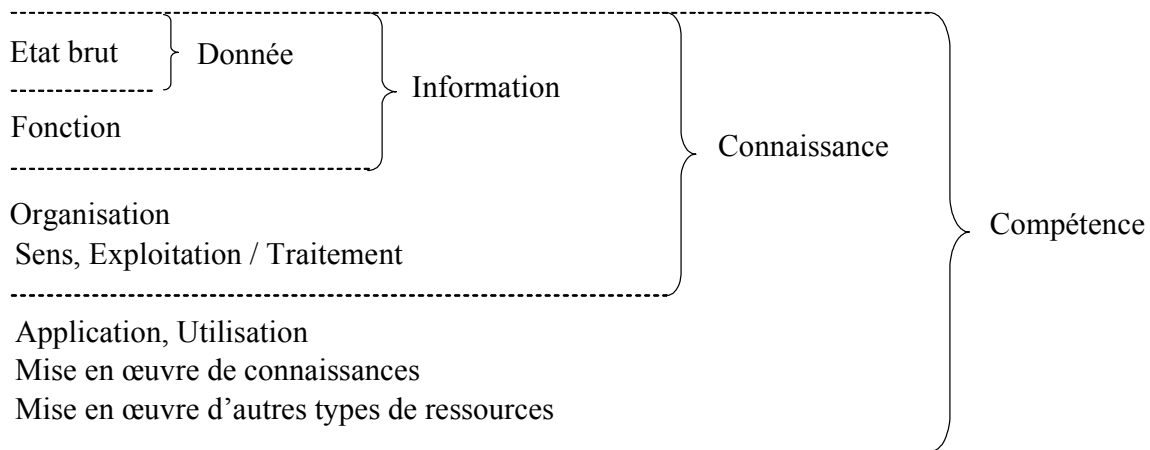 Etat brut
Donnée
Information
Fonction
Connaissance
Organisation
Compétence
Sens, Exploitation / Traitement
Application, Utilisation
Mise en œuvre de connaissances
Mise en œuvre d’autres types de ressources